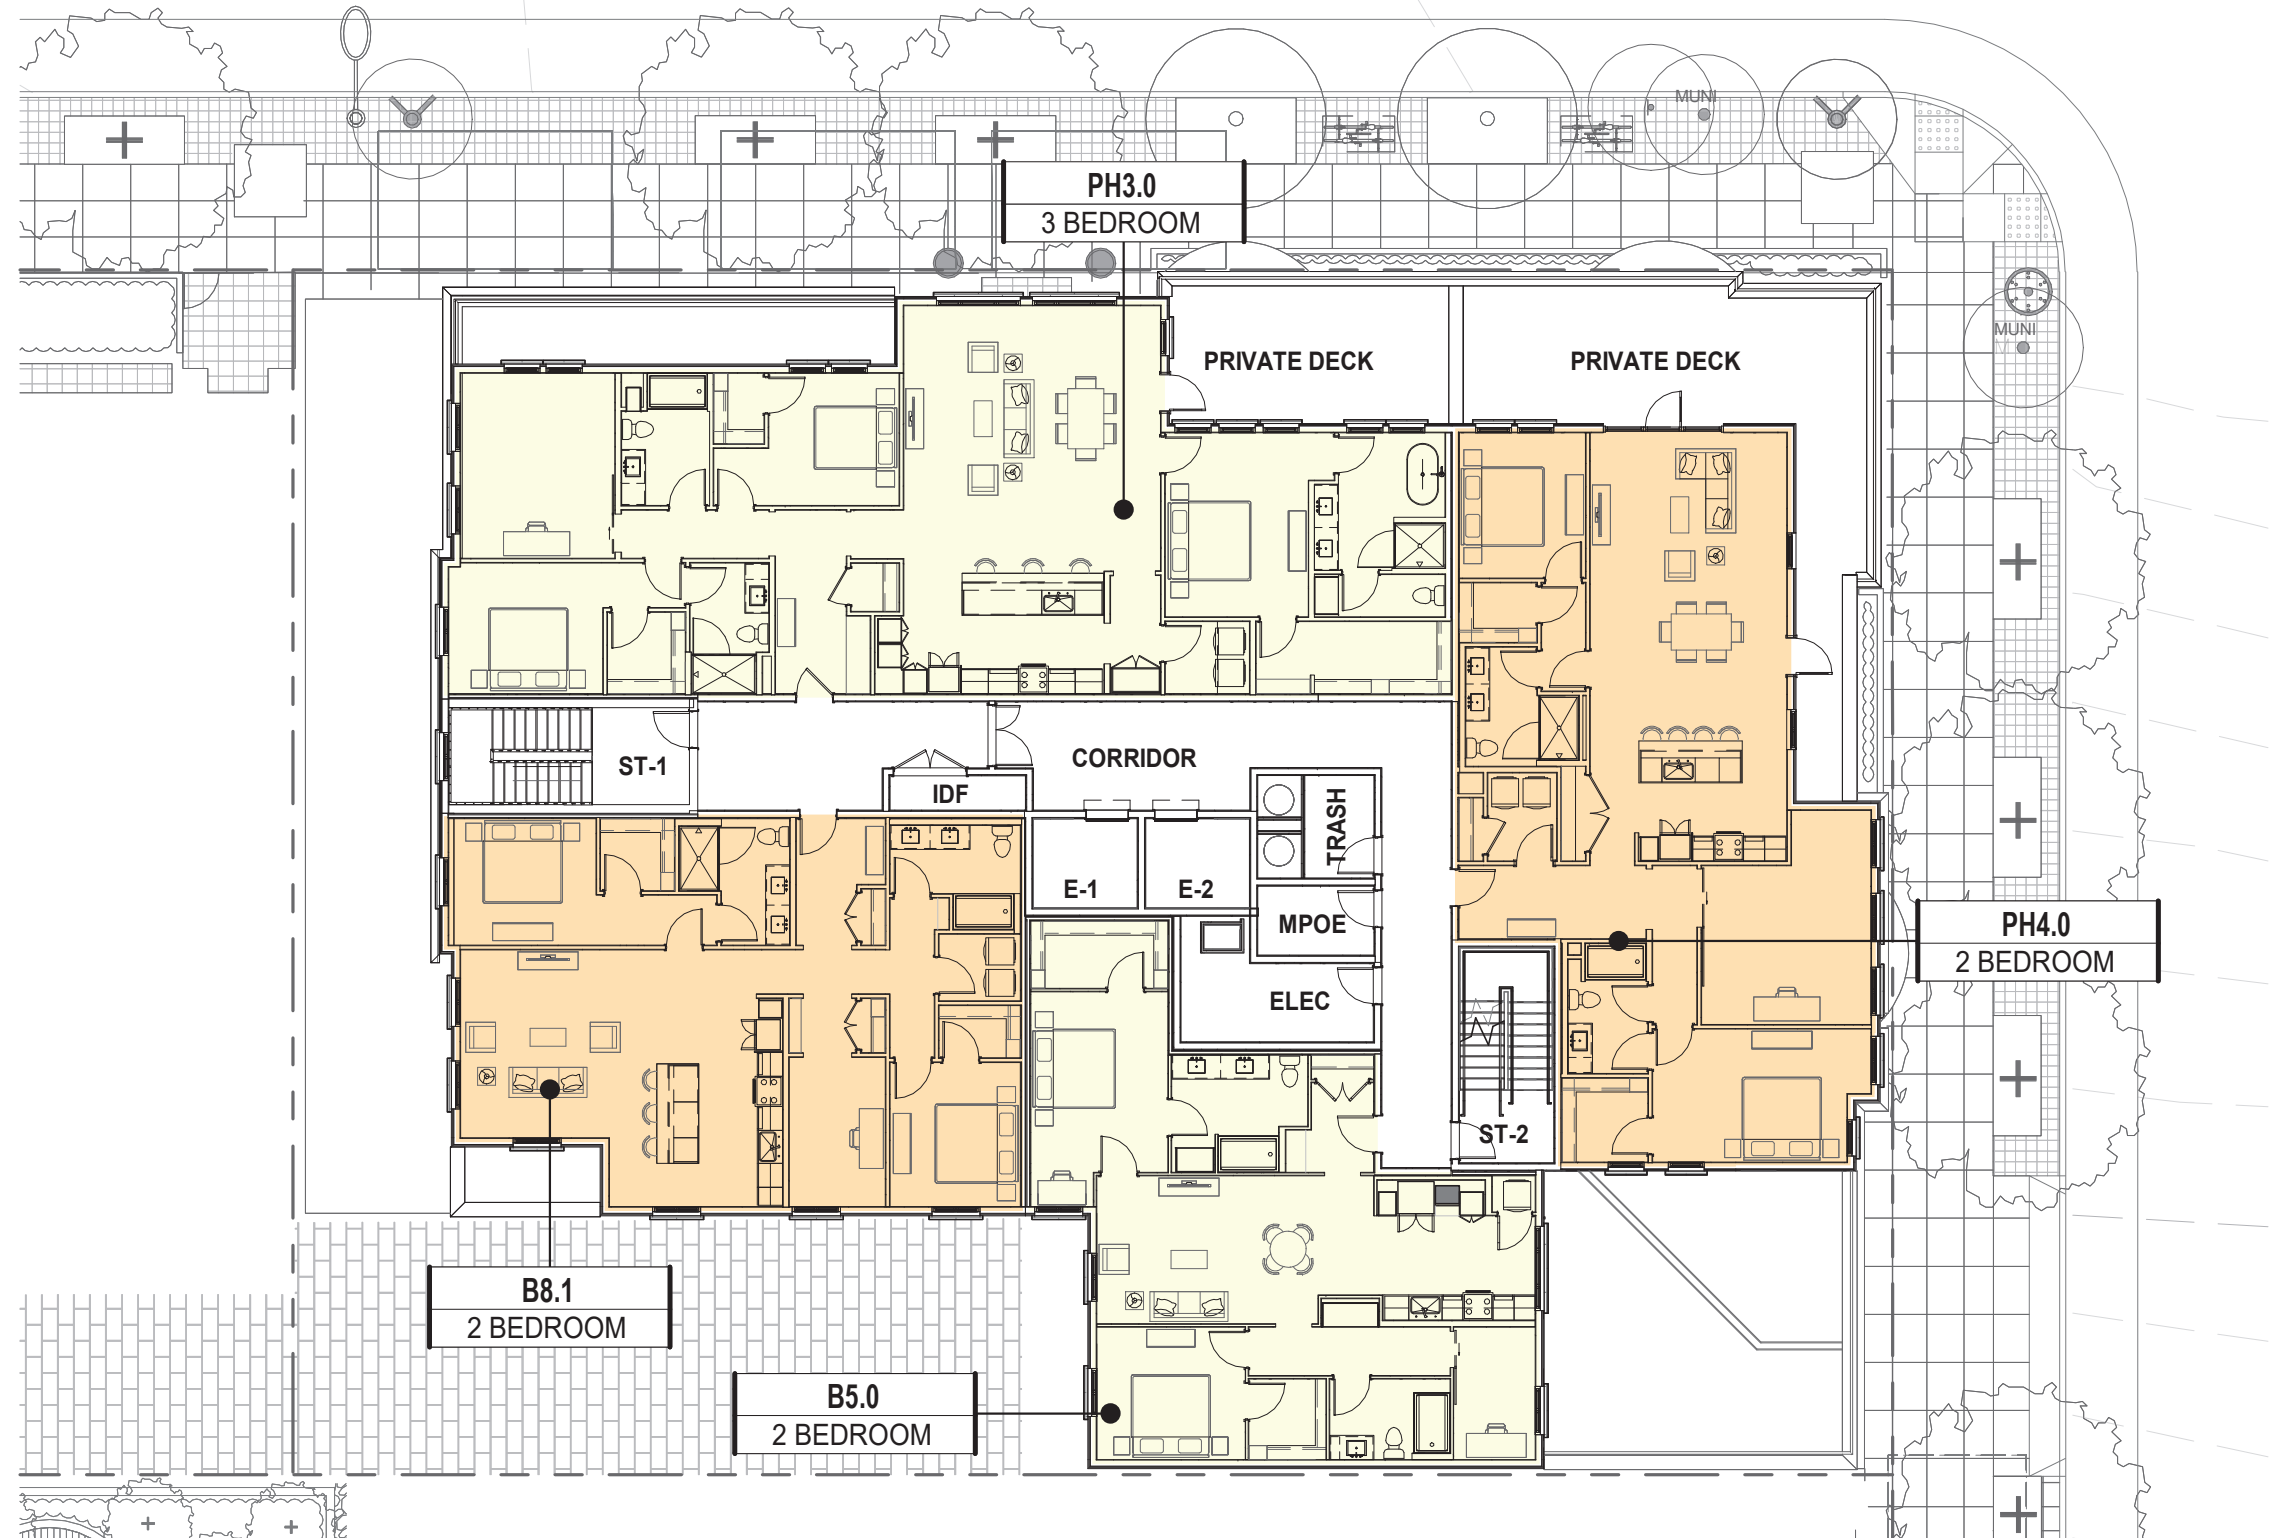 MUNI
PH3.0
3 BEDROOM
MUNI
PRIVATE DECK
PRIVATE DECK
CORRIDOR
ST-1
IDF
TRASH
E-1
E-2
MPOE
PH4.0
2 BEDROOM
ELEC
ST-2
B8.1
2 BEDROOM
B5.0
2 BEDROOM